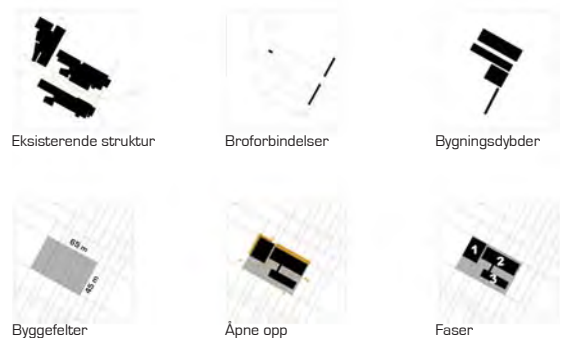 Eksisterende struktur
Broforbindelser
Bygningsdybder
65 m
45 m
1
2
3
Byggefelter
Åpne opp
Faser